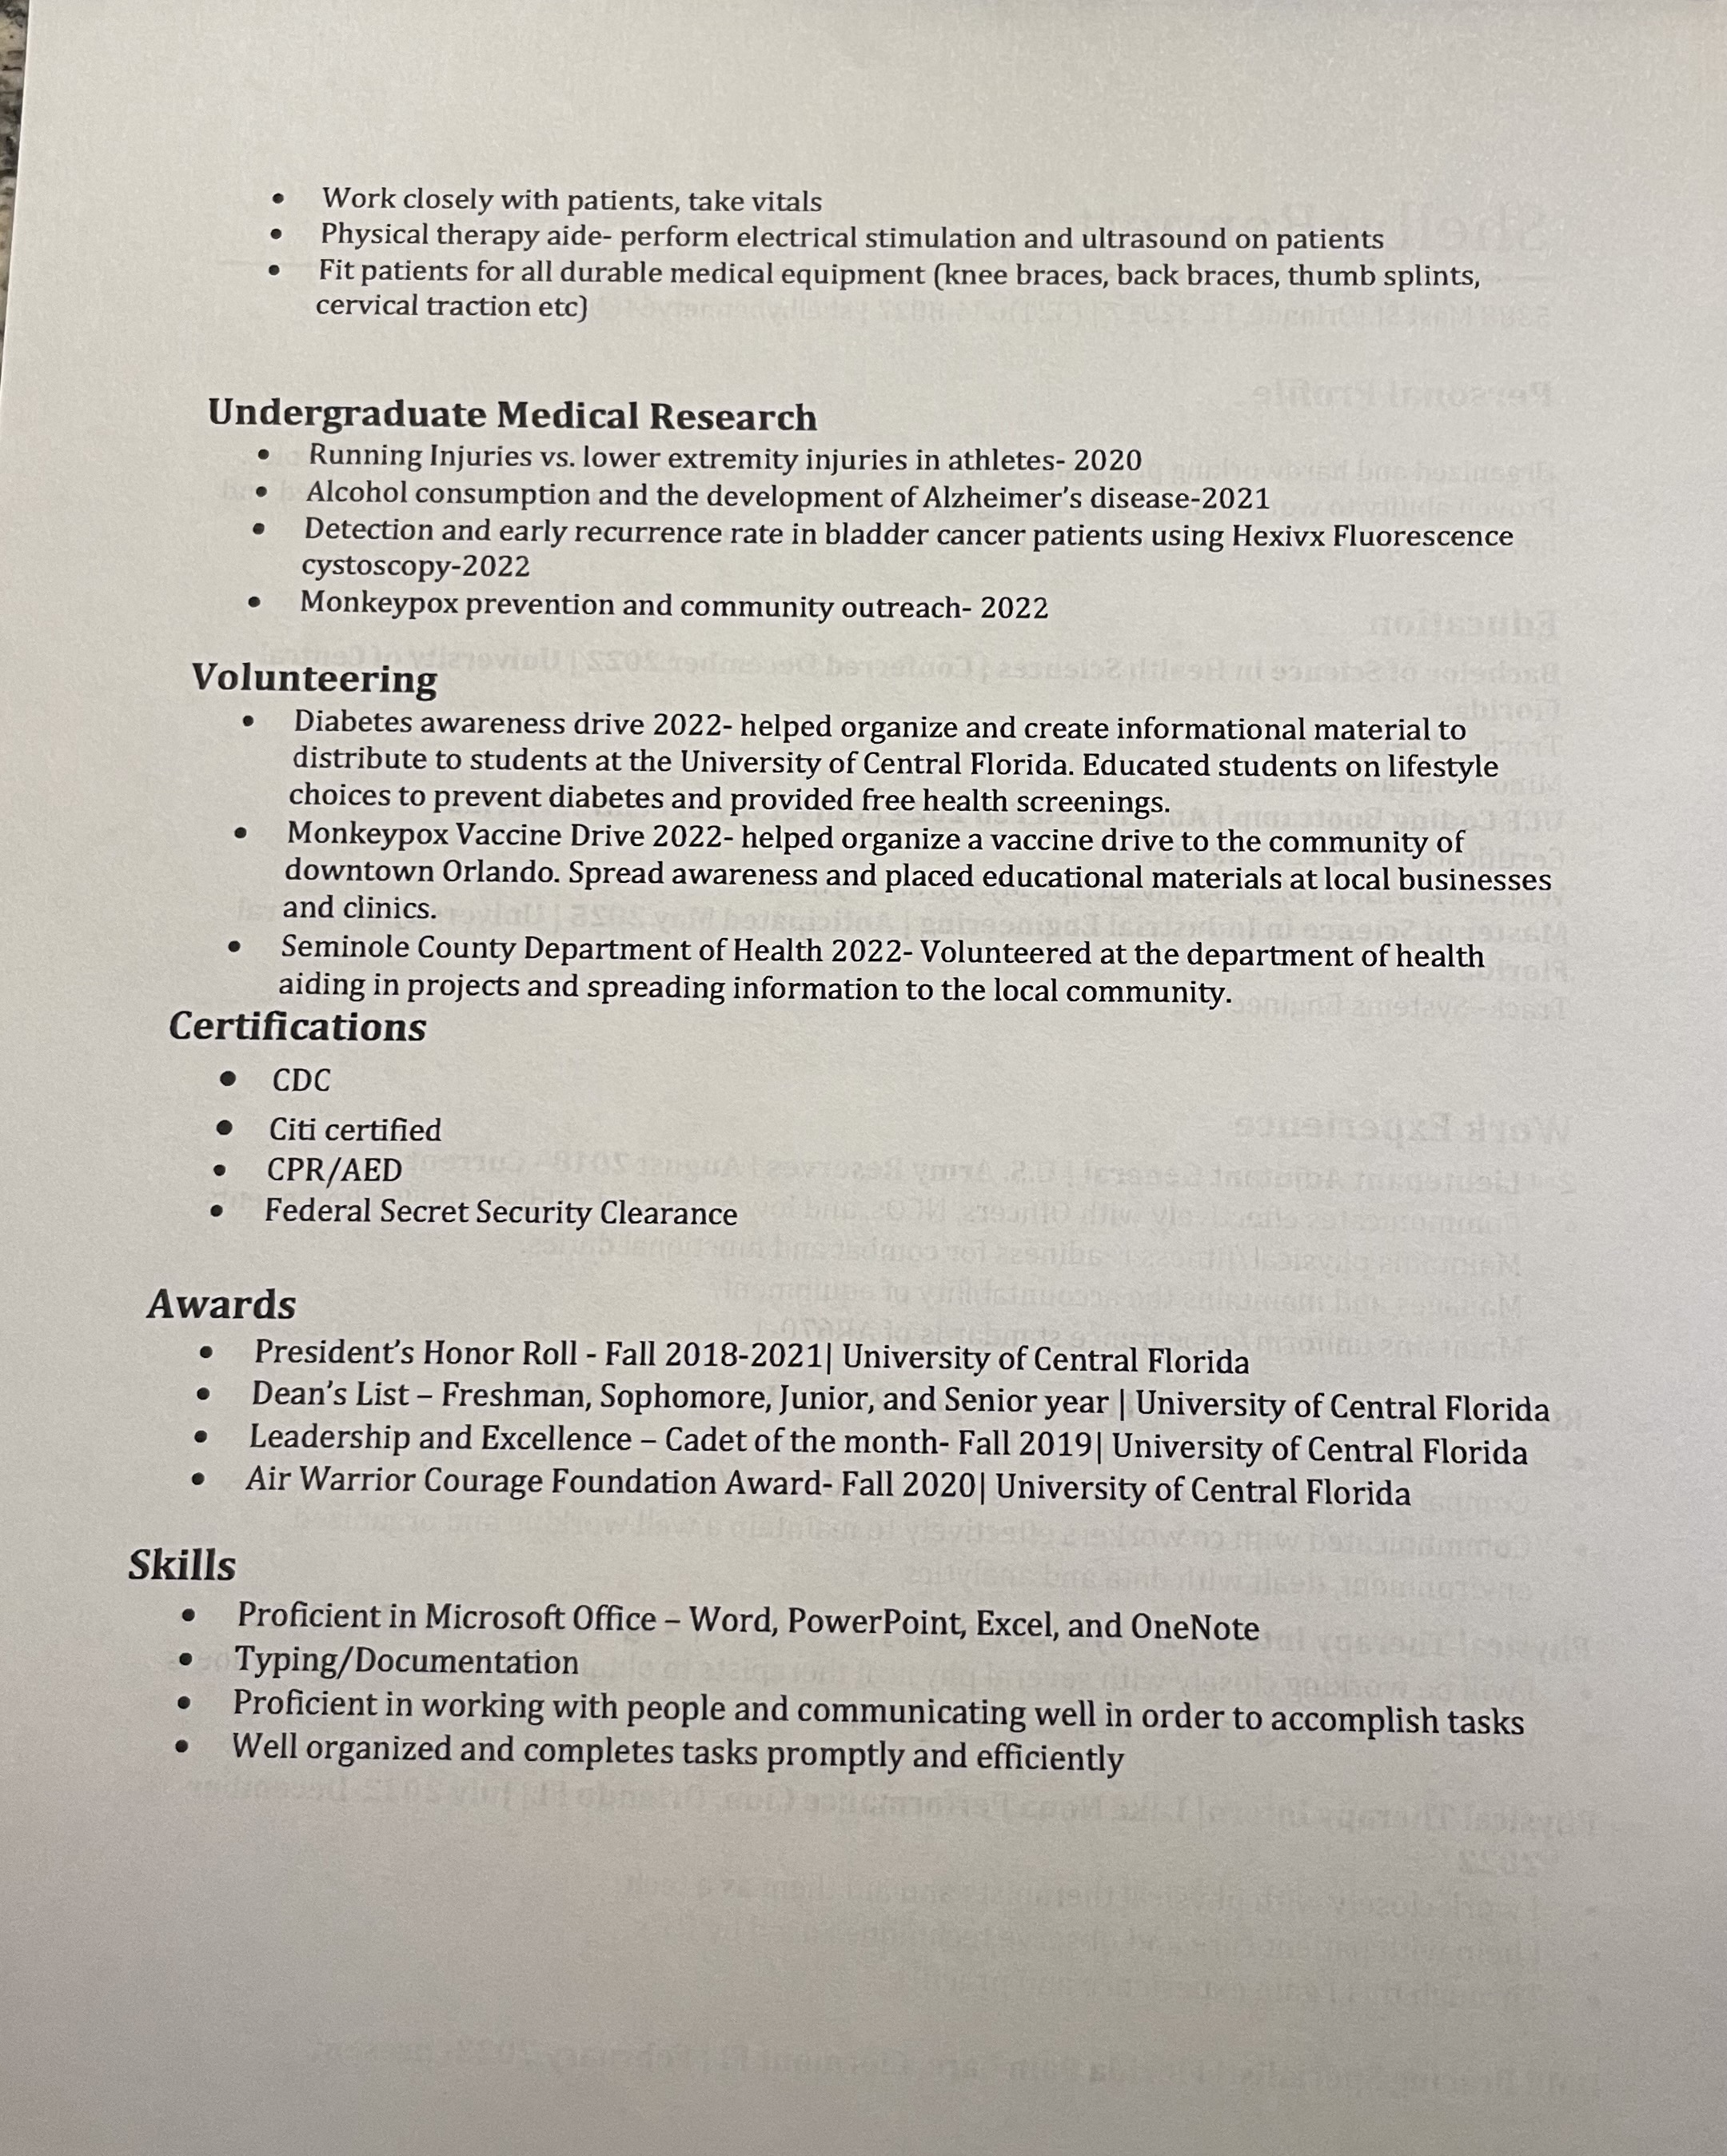 • Work closely with patients, take vitals
• Physical therapy aide- perform electrical stimulation and ultrasound on patients
• Fit patients for all durable medical equipment (knee braces, back braces, thumb splints,
cervical traction etc)
Undergraduate Medical Research
• Running Injuries vs. lower extremity injuries in athletes- 2020
• Alcohol consumption and the development of Alzheimer's disease-2021
• Detection and early recurrence rate in bladder cancer patients using Hexivx Fluorescence
cystoscopy-2022
• Monkeypox prevention and community outreach- 2022
Volunteering
• Diabetes awareness drive 2022- helped organize and create informational material to
distribute to students at the University of Central Florida. Educated students on lifestyle
choices to prevent diabetes and provided free health screenings.
• Monkeypox Vaccine Drive 2022- helped organize a vaccine drive to the community of
downtown Orlando. Spread awareness and placed educational materials at local businesses
and clinics.
• Seminole County Department of Health 2022- Volunteered at the department of health
aiding in projects and spreading information to the local community.
Certifications
• CDC
• Citi certified
• CPR/AED
• Federal Secret Security Clearance
Awards
• President's Honor Roll - Fall 2018-2021| University of Central Florida
• Dean's List – Freshman, Sophomore, Junior, and Senior year | University of Central Florida
• Leadership and Excellence – Cadet of the month- Fall 2019| University of Central Florida
• Air Warrior Courage Foundation Award- Fall 2020| University of Central Florida
Skills
• Proficient in Microsoft Office – Word, PowerPoint, Excel, and OneNote
• Typing/Documentation
• Proficient in working with people and communicating well in order to accomplish tasks
• Well organized and completes tasks promptly and efficiently